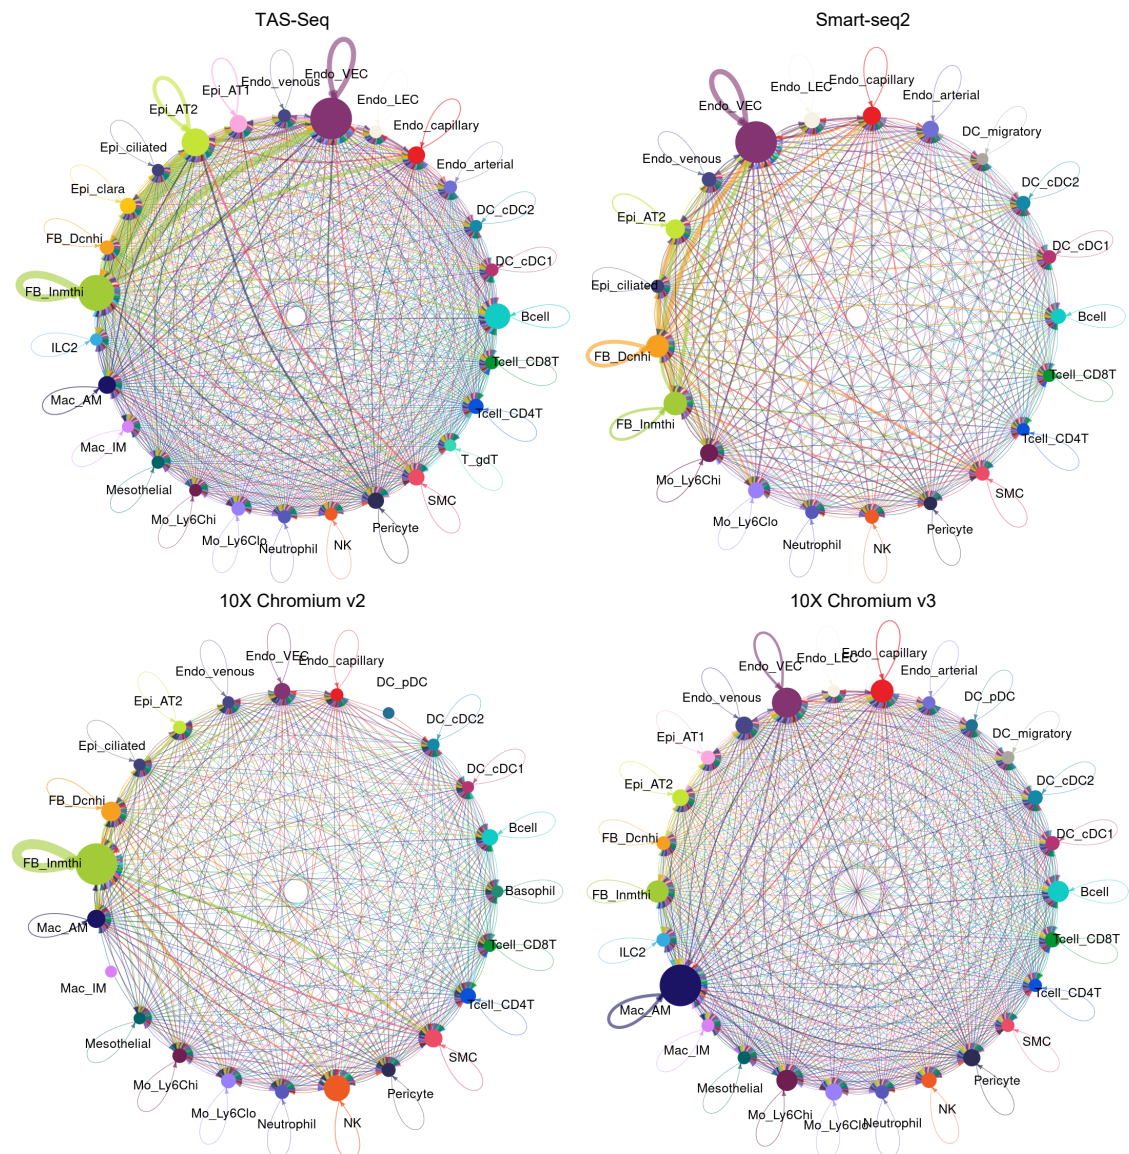 TAS-Seq
Endo_VEC
Endo_venous
Epi_AT1
Endo_LEC
Epi_AT2
Endo_capillary
Epi_ciliated
Endo_arterial
Epi_clara
DC_cDC2
FB_Dcnhi
DC_cDC1
FB_Inmthi
Bcell
ILC2
Tcell_CD8T
Mac_AM
Tcell_CD4T
Mac_IM
T_gdT
Mesothelial
SMC
Mo_Ly6Chi
Pericyte
Mo_Ly6Clo
Neutrophil
NK
Smart-seq2
Endo_LEC
Endo_capillary
Endo_VEC
Endo_arterial
Endo_venous
DC_migratory
Epi_AT2
DC_cDC2
Epi_ciliated
DC_cDC1
FB_Dcnhi
Bcell
FB_Inmthi
Tcell_CD8T
Mo_Ly6Chi
Tcell_CD4T
Mo_Ly6Clo
SMC
Neutrophil
Pericyte
NK
10X Chromium v2
Endo_VEC
Endo_capillary
Endo_venous
DC_pDC
Epi_AT2
DC_cDC2
Epi_ciliated
DC_cDC1
FB_Dcnhi
Bcell
FB_Inmthi
Basophil
Mac_AM
Tcell_CD8T
Mac_IM
Tcell_CD4T
Mesothelial
SMC
Mo_Ly6Chi
Pericyte
Mo_Ly6Clo
Neutrophil
NK
10X Chromium v3
Endo_VEC
Endo_LEC
Endo_capillary
Endo_arterial
Endo_venous
DC_pDC
Epi_AT1
DC_migratory
Epi_AT2
DC_cDC2
FB_Dcnhi
DC_cDC1
FB_Inmthi
Bcell
ILC2
Tcell_CD8T
Mac_AM
Tcell_CD4T
Mac_IM
SMC
Mesothelial
Pericyte
Mo_Ly6Chi
Mo_Ly6Clo
Neutrophil
NK